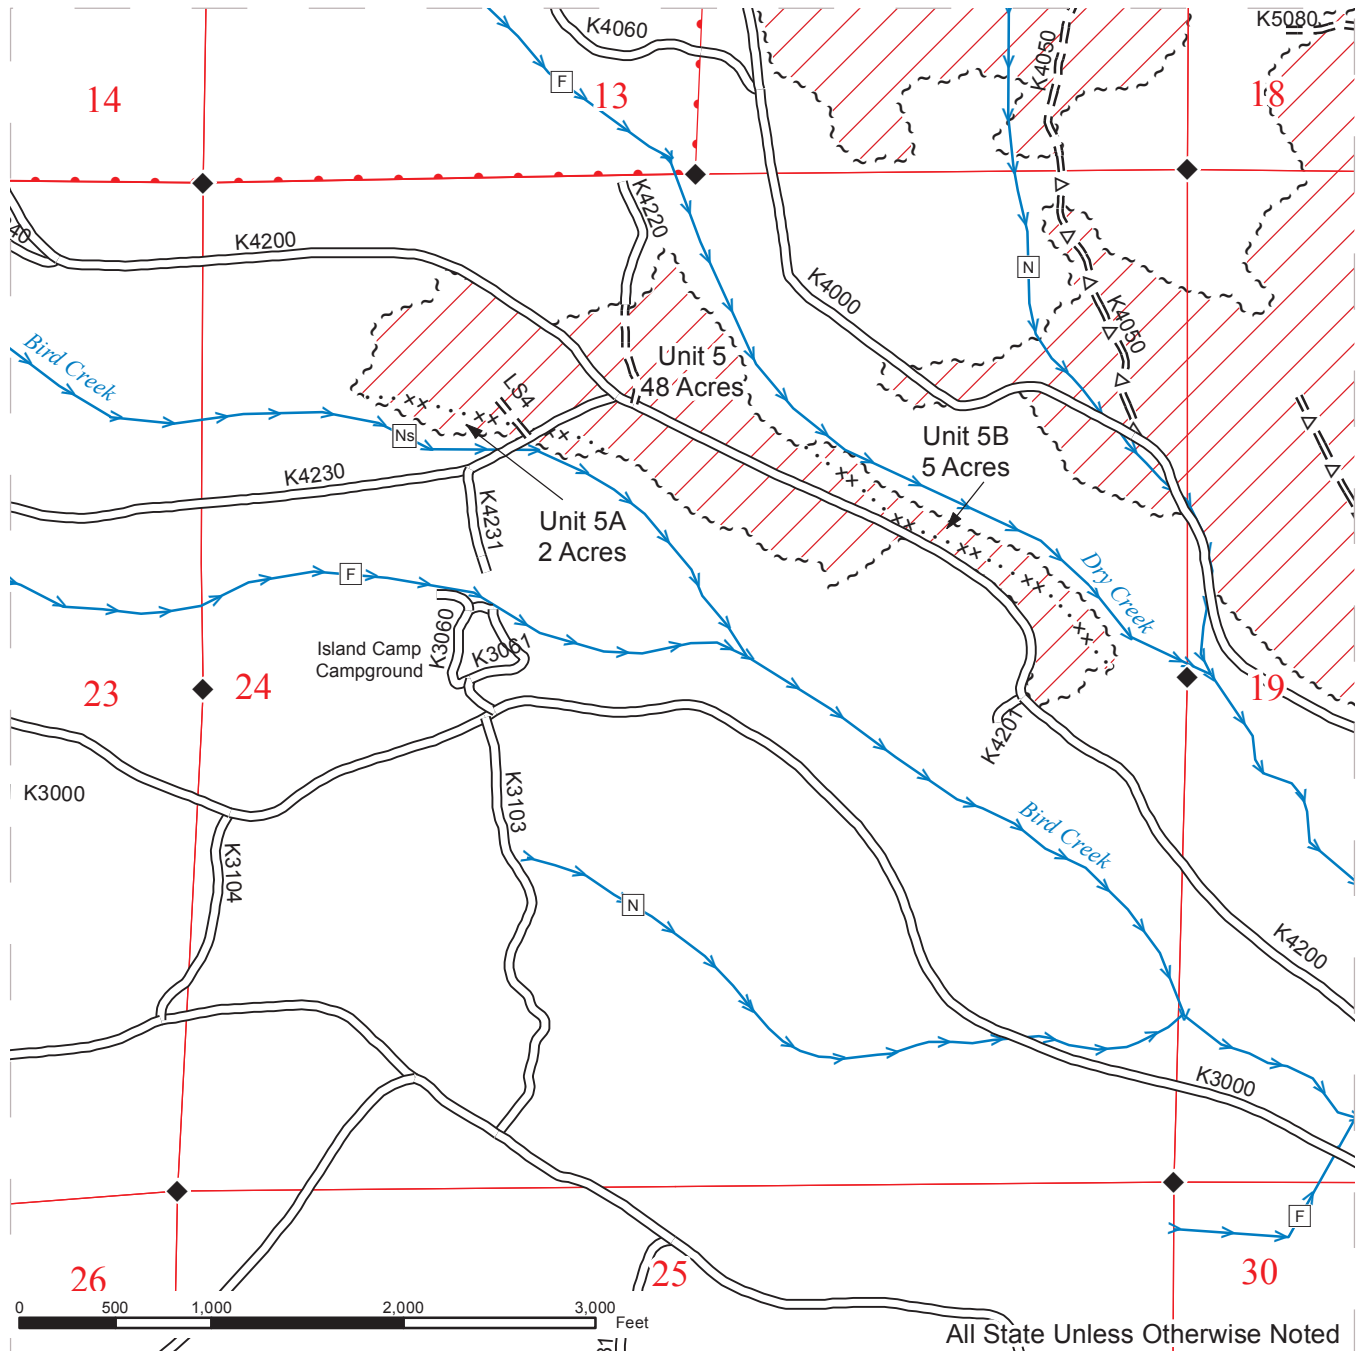 K4060
K5080
K4050
F
14
13
18
K4220
40
K4200
N
K4000
K4050
Bird Creek
Unit 5
48 Acres
LS4
Ns
Unit 5B
5 Acres
K4230
K4231
Unit 5A
2 Acres
Dry Creek
F
K3060
K3061
Island Camp
Campground
23
24
19
K4201
K3000
K3103
Bird Creek
K3104
N
K4200
K3000
F
26
25
30
0
500
1,000
2,000
3,000
Feet
31
All State Unless Otherwise Noted